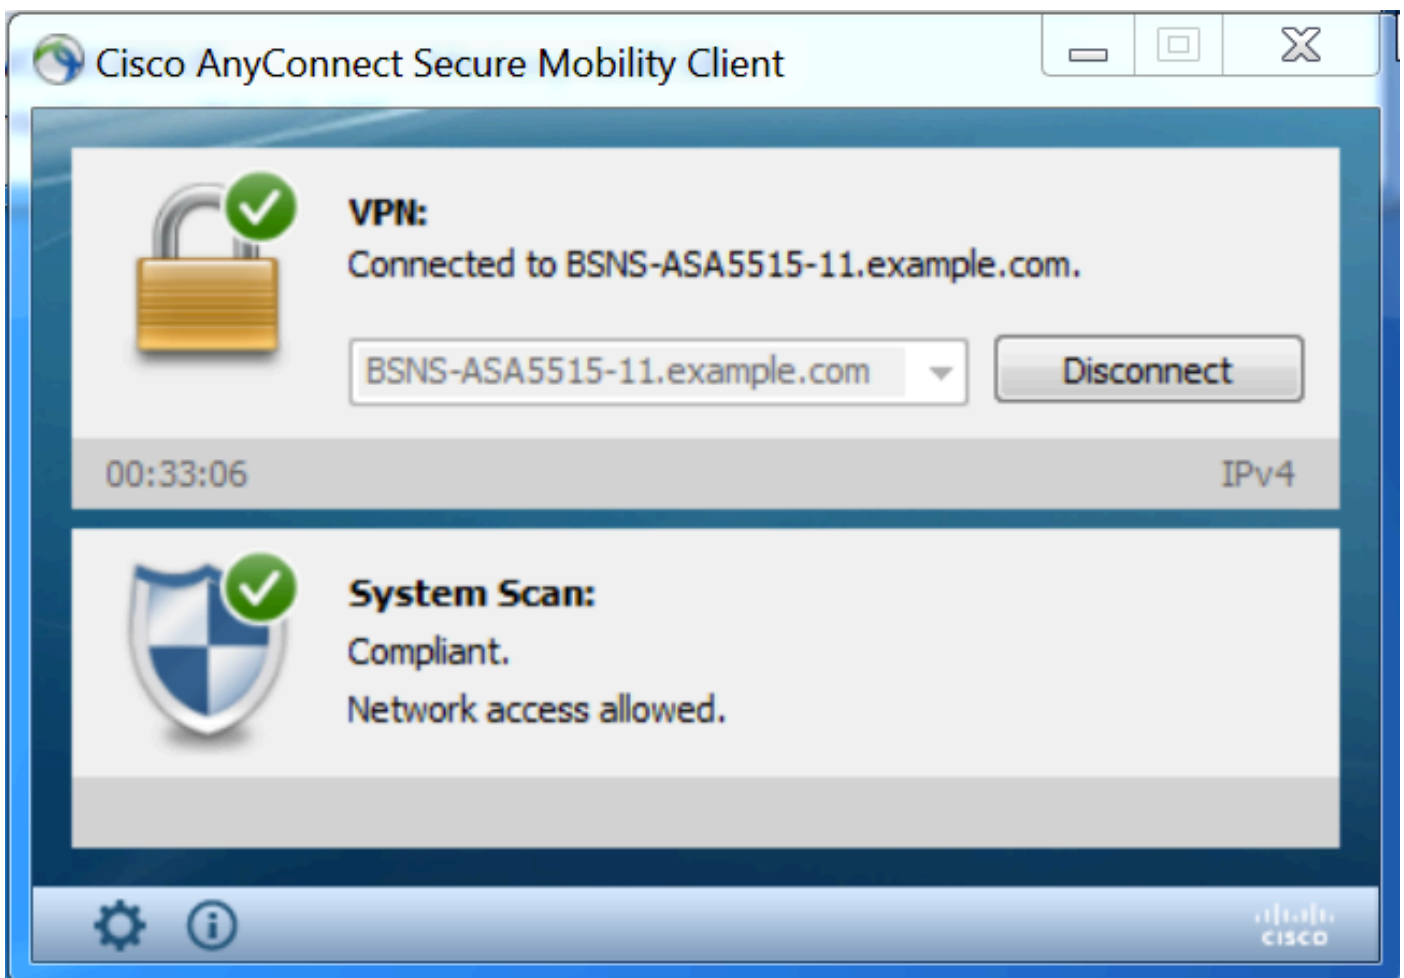 Cisco AnyConnect Secure Mobility Client
VPN:
Connected to BSNS-ASA5515-11.example.com.
BSNS-ASA5515-11.example.com
Disconnect
00:33:06
IPv4
System Scan:
Compliant.
Network access allowed.
CISCO